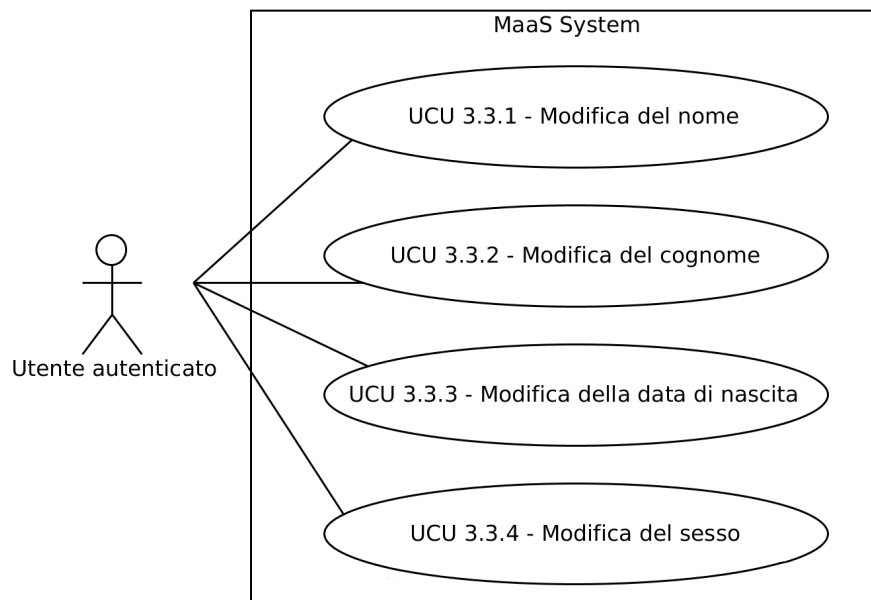 MaaS System
UCU 3.3.1 - Modifica del nome
UCU 3.3.2 - Modifica del cognome
Utente autenticato
UCU 3.3.3 - Modifica della data di nascita
UCU 3.3.4 - Modifica del sesso